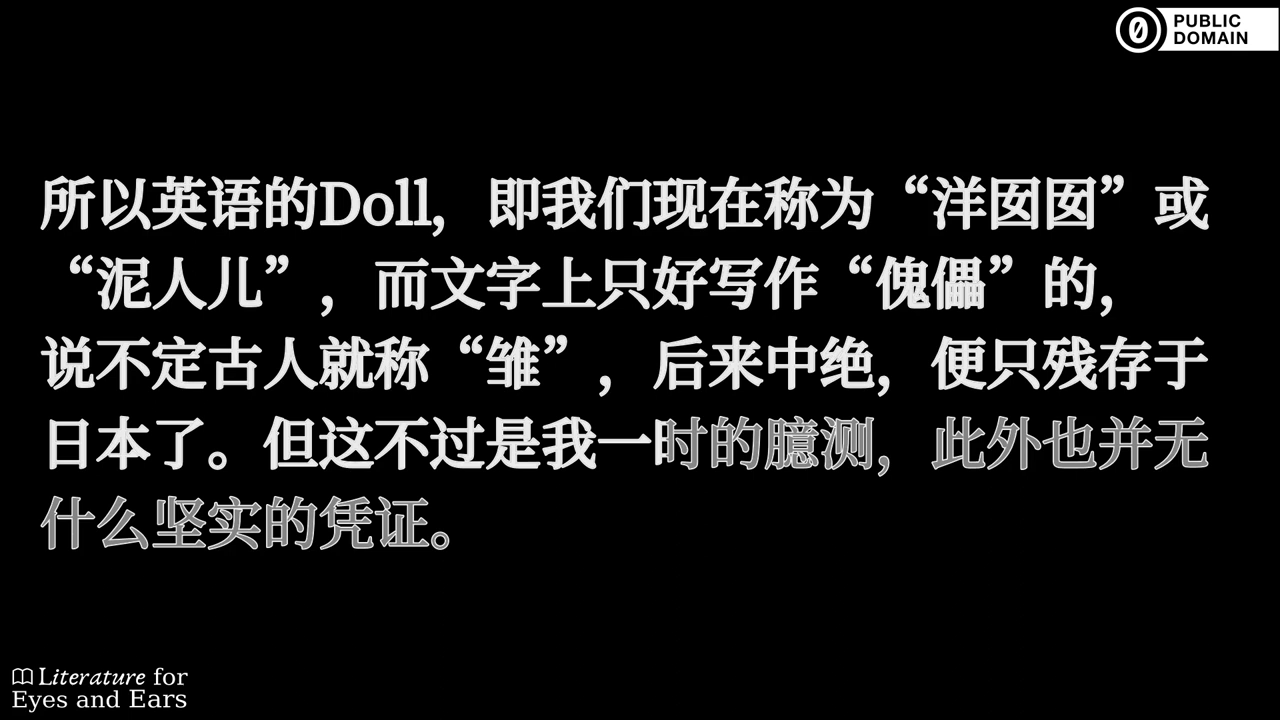 PUBLIC
DOMAIN
所以英语的Doll，即我们现在称为“洋囡囡”或
“泥人儿”，而文字上只好写作“傀儡”的，
说不定古人就称“雏”，后来中绝，便只残存于
日本了。但这不过是我一时的臆测，此外也并无
什么坚实的凭证。
Literature for
Eyes and Ears